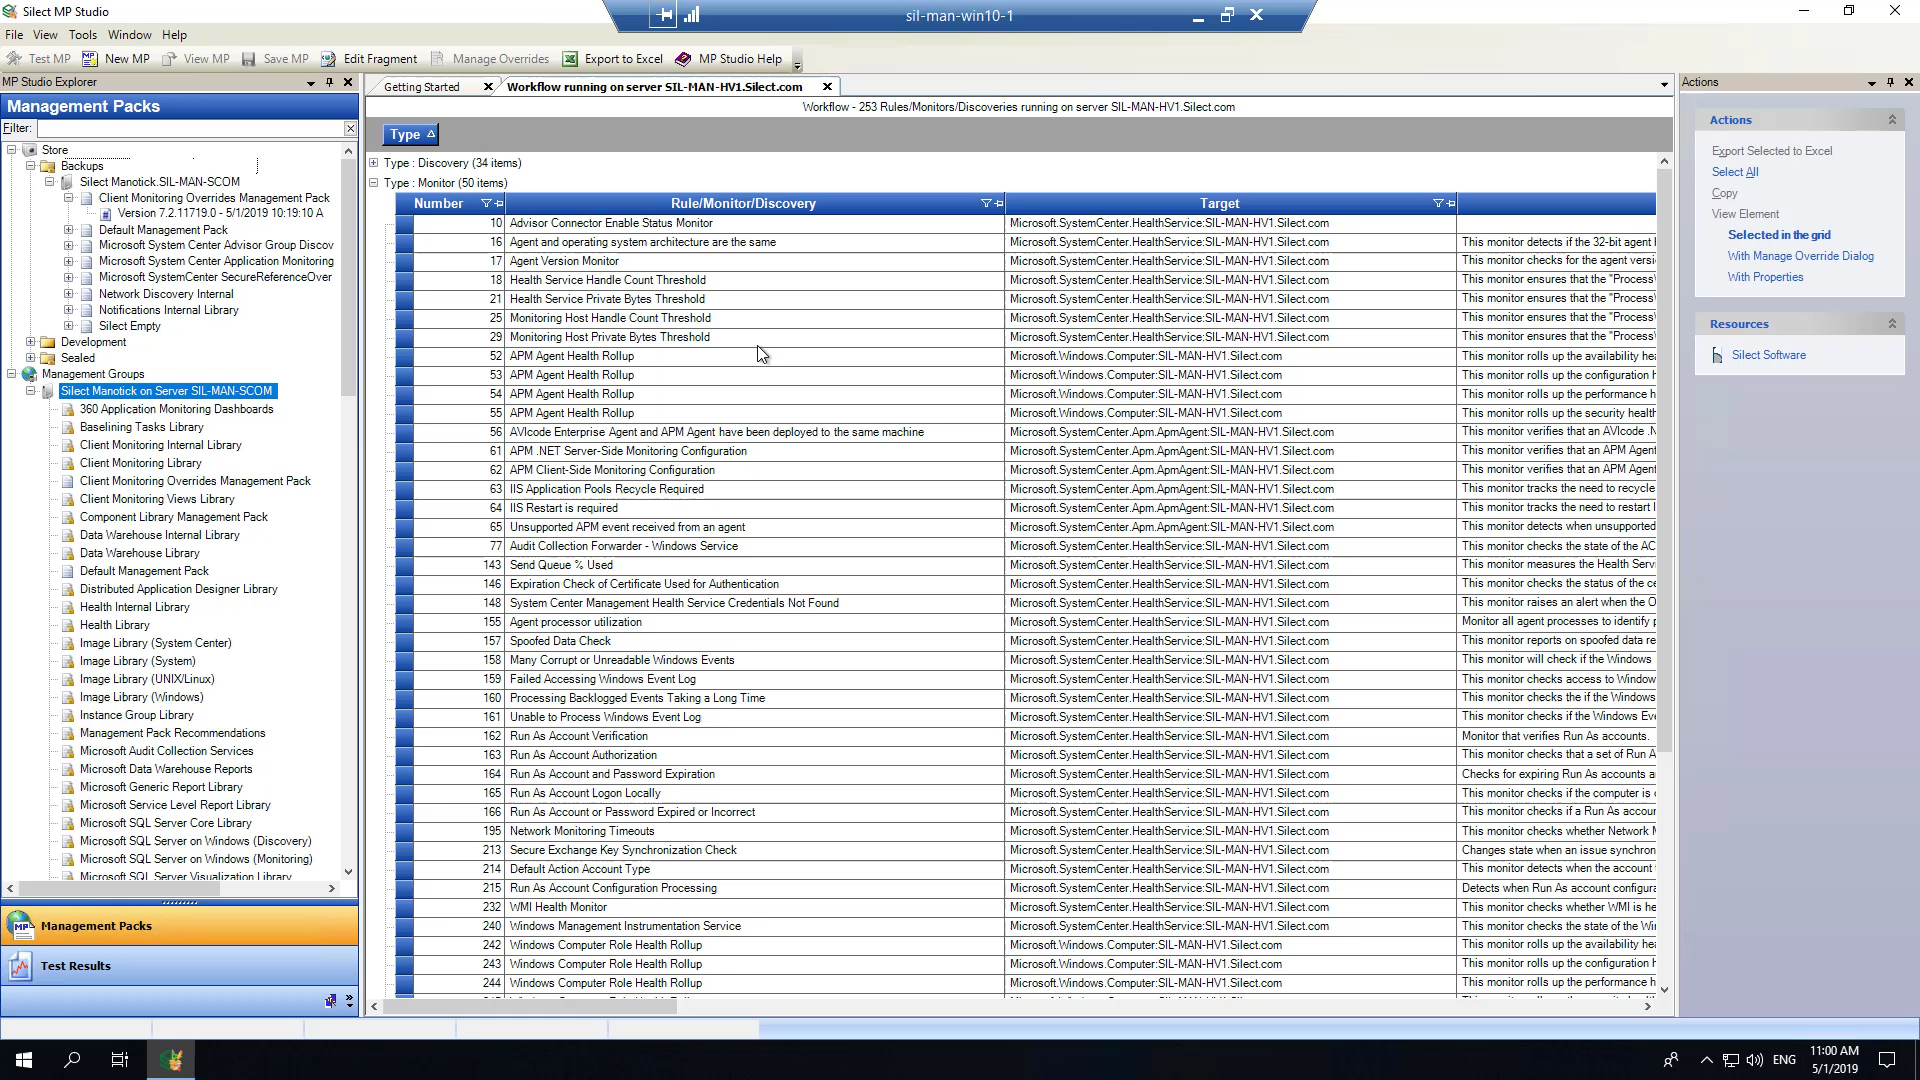 Silect MP Studio
sil-man-win10-1
File View Tools Window Help
Test MP New MP View MP Save MP Edit Fragment Manage Overrides Export to Excel MP Studio Help
MP Studio Explorer
Management Packs
Filter:
Store
Backups
Silect Manotick.SIL-MAN-SCOM
Client Monitoring Overrides Management Pack
Version 7.2.11719.0 - 5/1/2019 10:19:10 A
Default Management Pack
Microsoft System Center Advisor Group Discov
Microsoft System Center Application Monitoring
Microsoft SystemCenter SecureReferenceOver
Network Discovery Internal
Notifications Internal Library
Silect Empty
Development
Sealed
Management Groups
Silect Manotick on Server SIL-MAN-SCOM
360 Application Monitoring Dashboards
Baselining Tasks Library
Client Monitoring Internal Library
Client Monitoring Library
Client Monitoring Overrides Management Pack
Client Monitoring Views Library
Component Library Management Pack
Data Warehouse Internal Library
Data Warehouse Library
Default Management Pack
Distributed Application Designer Library
Health Internal Library
Health Library
Image Library (System Center)
Image Library (System)
Image Library (UNIX/Linux)
Image Library (Windows)
Instance Group Library
Management Pack Recommendations
Microsoft Audit Collection Services
Microsoft Data Warehouse Reports
Microsoft Generic Report Library
Microsoft Service Level Report Library
Microsoft SQL Server Core Library
Microsoft SQL Server on Windows (Discovery)
Microsoft SQL Server on Windows (Monitoring)
Microsoft SQL Server Visualization Library
Management Packs
Test Results
Getting Started
Workflow running on server SIL-MAN-HV1.Silect.com
Workflow - 253 Rules/Monitors/Discoveries running on server SIL-MAN-HV1.Silect.com
Type
Type : Discovery (34 items)
Type : Monitor (50 items)
Number Rule/Monitor/Discovery Target
10 Advisor Connector Enable Status Monitor Microsoft.SystemCenter.HealthService:SIL-MAN-HV1.Silect.com
16 Agent and operating system architecture are the same Microsoft.SystemCenter.HealthService:SIL-MAN-HV1.Silect.com This monitor detects if the 32-bit agent
17 Agent Version Monitor Microsoft.SystemCenter.HealthService:SIL-MAN-HV1.Silect.com This monitor checks for the agent versi
18 Health Service Handle Count Threshold Microsoft.SystemCenter.HealthService:SIL-MAN-HV1.Silect.com This monitor ensures that the "Process\
21 Health Service Private Bytes Threshold Microsoft.SystemCenter.HealthService:SIL-MAN-HV1.Silect.com This monitor ensures that the "Process\
25 Monitoring Host Handle Count Threshold Microsoft.SystemCenter.HealthService:SIL-MAN-HV1.Silect.com This monitor ensures that the "Process\
29 Monitoring Host Private Bytes Threshold Microsoft.SystemCenter.HealthService:SIL-MAN-HV1.Silect.com This monitor ensures that the "Process\
52 APM Agent Health Rollup Microsoft.Windows.Computer:SIL-MAN-HV1.Silect.com This monitor rolls up the availability hea
53 APM Agent Health Rollup Microsoft.Windows.Computer:SIL-MAN-HV1.Silect.com This monitor rolls up the configuration h
54 APM Agent Health Rollup Microsoft.Windows.Computer:SIL-MAN-HV1.Silect.com This monitor rolls up the performance h
55 APM Agent Health Rollup Microsoft.Windows.Computer:SIL-MAN-HV1.Silect.com This monitor rolls up the security health
56 AVIcode Enterprise Agent and APM Agent have been deployed to the same machine Microsoft.SystemCenter.Apm.ApmAgent:SIL-MAN-HV1.Silect.com This monitor verifies that an AVIcode .N
61 APM .NET Server-Side Monitoring Configuration Microsoft.SystemCenter.Apm.ApmAgent:SIL-MAN-HV1.Silect.com This monitor verifies that an APM Agent
62 APM Client-Side Monitoring Configuration Microsoft.SystemCenter.Apm.ApmAgent:SIL-MAN-HV1.Silect.com This monitor verifies that an APM Agent
63 IIS Application Pools Recycle Required Microsoft.SystemCenter.Apm.ApmAgent:SIL-MAN-HV1.Silect.com This monitor tracks the need to recycle
64 IIS Restart is required Microsoft.SystemCenter.Apm.ApmAgent:SIL-MAN-HV1.Silect.com This monitor tracks the need to restart I
65 Unsupported APM event received from an agent Microsoft.SystemCenter.Apm.ApmAgent:SIL-MAN-HV1.Silect.com This monitor detects when unsupported
77 Audit Collection Forwarder - Windows Service Microsoft.SystemCenter.HealthService:SIL-MAN-HV1.Silect.com This monitor checks the state of the AC
143 Send Queue % Used Microsoft.SystemCenter.HealthService:SIL-MAN-HV1.Silect.com This monitor measures the Health Servi
146 Expiration Check of Certificate Used for Authentication Microsoft.SystemCenter.HealthService:SIL-MAN-HV1.Silect.com This monitor checks the status of the ce
148 System Center Management Health Service Credentials Not Found Microsoft.SystemCenter.HealthService:SIL-MAN-HV1.Silect.com This monitor raises an alert when the O
155 Agent processor utilization Microsoft.SystemCenter.HealthService:SIL-MAN-HV1.Silect.com Monitor all agent processes to identify p
157 Spoofed Data Check Microsoft.SystemCenter.HealthService:SIL-MAN-HV1.Silect.com This monitor reports on spoofed data re
158 Many Corrupt or Unreadable Windows Events Microsoft.SystemCenter.HealthService:SIL-MAN-HV1.Silect.com This monitor will check if the Windows
159 Failed Accessing Windows Event Log Microsoft.SystemCenter.HealthService:SIL-MAN-HV1.Silect.com This monitor checks access to Window
160 Processing Backlogged Events Taking a Long Time Microsoft.SystemCenter.HealthService:SIL-MAN-HV1.Silect.com This monitor checks the if the Windows
161 Unable to Process Windows Event Log Microsoft.SystemCenter.HealthService:SIL-MAN-HV1.Silect.com This monitor checks if the Windows Eve
162 Run As Account Verification Microsoft.SystemCenter.HealthService:SIL-MAN-HV1.Silect.com Monitor that verifies Run As accounts.
163 Run As Account Authorization Microsoft.SystemCenter.HealthService:SIL-MAN-HV1.Silect.com This monitor checks that a set of Run A
164 Run As Account and Password Expiration Microsoft.SystemCenter.HealthService:SIL-MAN-HV1.Silect.com Checks for expiring Run As accounts a
165 Run As Account Logon Locally Microsoft.SystemCenter.HealthService:SIL-MAN-HV1.Silect.com This monitor checks if the computer is c
166 Run As Account or Password Expired or Incorrect Microsoft.SystemCenter.HealthService:SIL-MAN-HV1.Silect.com This monitor checks if a Run As accour
195 Network Monitoring Timeouts Microsoft.SystemCenter.HealthService:SIL-MAN-HV1.Silect.com This monitor checks whether Network M
213 Secure Exchange Key Synchronization Check Microsoft.SystemCenter.HealthService:SIL-MAN-HV1.Silect.com Changes state when an issue synchron
214 Default Action Account Type Microsoft.SystemCenter.HealthService:SIL-MAN-HV1.Silect.com This monitor detects when the account
215 Run As Account Configuration Processing Microsoft.SystemCenter.HealthService:SIL-MAN-HV1.Silect.com Detects when Run As account configura
232 WMI Health Monitor Microsoft.SystemCenter.HealthService:SIL-MAN-HV1.Silect.com This monitor checks whether WMI is he
240 Windows Management Instrumentation Service Microsoft.SystemCenter.HealthService:SIL-MAN-HV1.Silect.com This monitor checks the state of the Wi
242 Windows Computer Role Health Rollup Microsoft.Windows.Computer:SIL-MAN-HV1.Silect.com This monitor rolls up the availability hea
243 Windows Computer Role Health Rollup Microsoft.Windows.Computer:SIL-MAN-HV1.Silect.com This monitor rolls up the configuration h
244 Windows Computer Role Health Rollup Microsoft.Windows.Computer:SIL-MAN-HV1.Silect.com This monitor rolls up the performance h
Actions
Actions
Export Selected to Excel
Select All
Copy
View Element
Selected in the grid
With Manage Override Dialog
With Properties
Resources
Silect Software
ENG
11:00 AM
5/1/2019